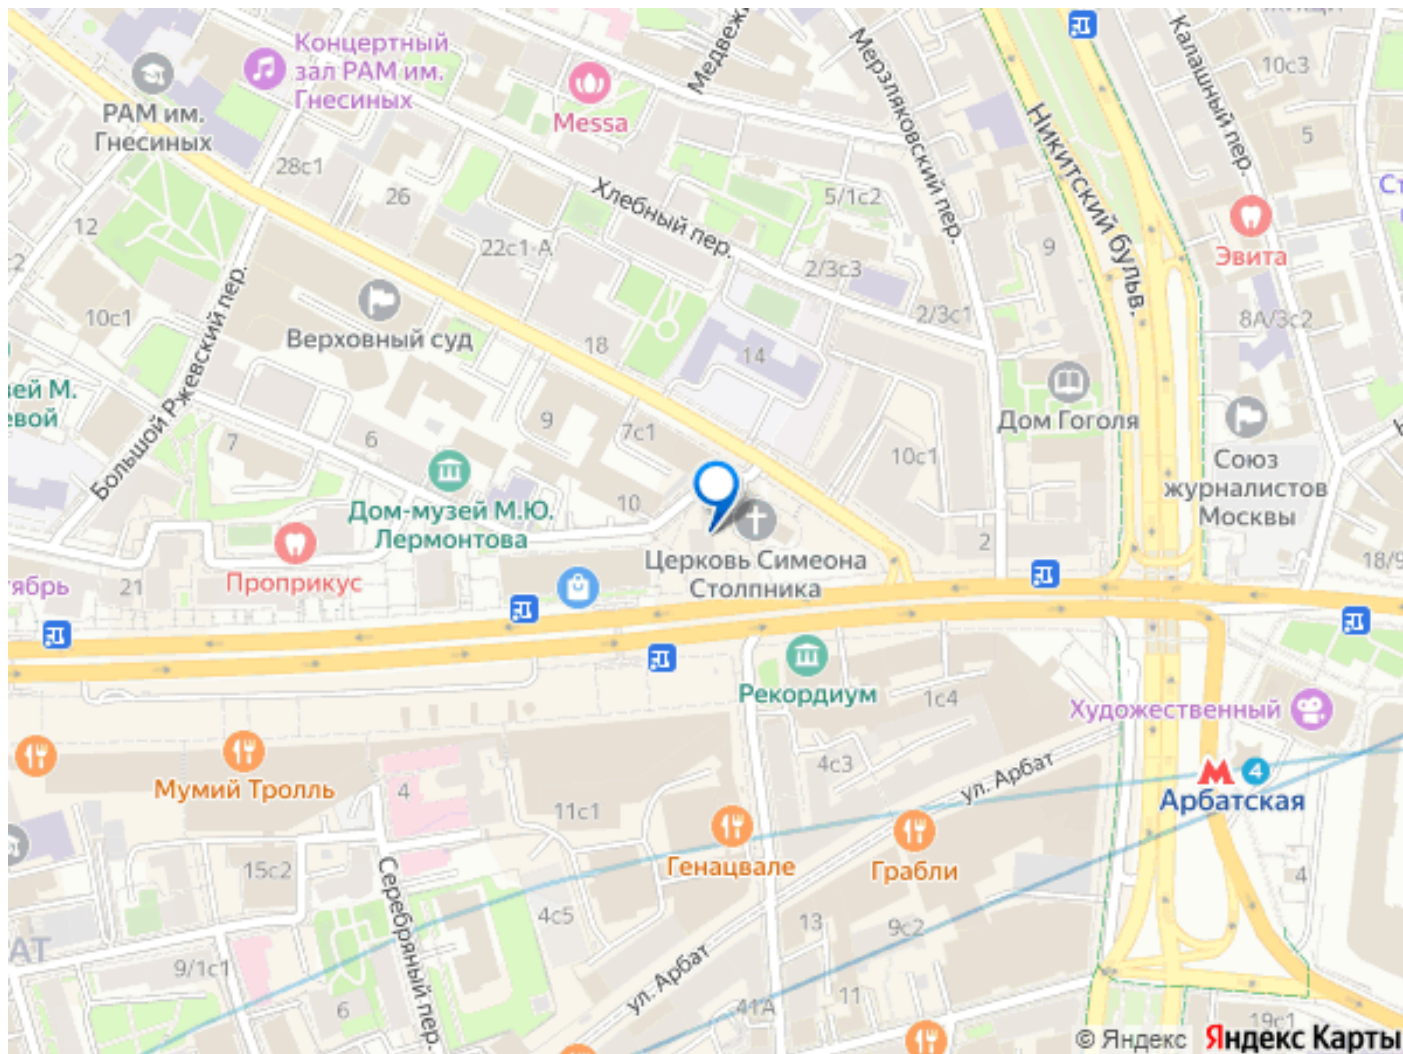 Концертный
зал РАМ им.
Гнесиных
РАМ им.
Гнесиных
Messa
Медвеж
Мерзляковский пер.
Никитский бульв.
Калашный пер.
10с3
5
28с1
26
12
22с1-А
Хлебный пер.
5/1с2
9
Эвита
2/3с3
2/3с1
8А/3с2
10с1
Большой Ржевский пер.
Верховный суд
18
14
Дом Гоголя
зей М.
евой
7
6
9
7с1
10с1
Союз
журналистов
Москвы
10
Дом-музей М.Ю.
Лермонтова
Проприкус
21
тябрь
Церковь Симеона
Столпника
2
18/9
Рекордиум
1с4
Художественный
Мумий Тролль
4
4с3
ул. Арбат
4
Арбатская
11с1
Генацвале
Грабли
15с2
Серебряный пер.
4с5
13
9с2
4
АТ
9/1с1
6
ул. Арбат
41А
11
19с1
© Яндекс
Яндекс Карты